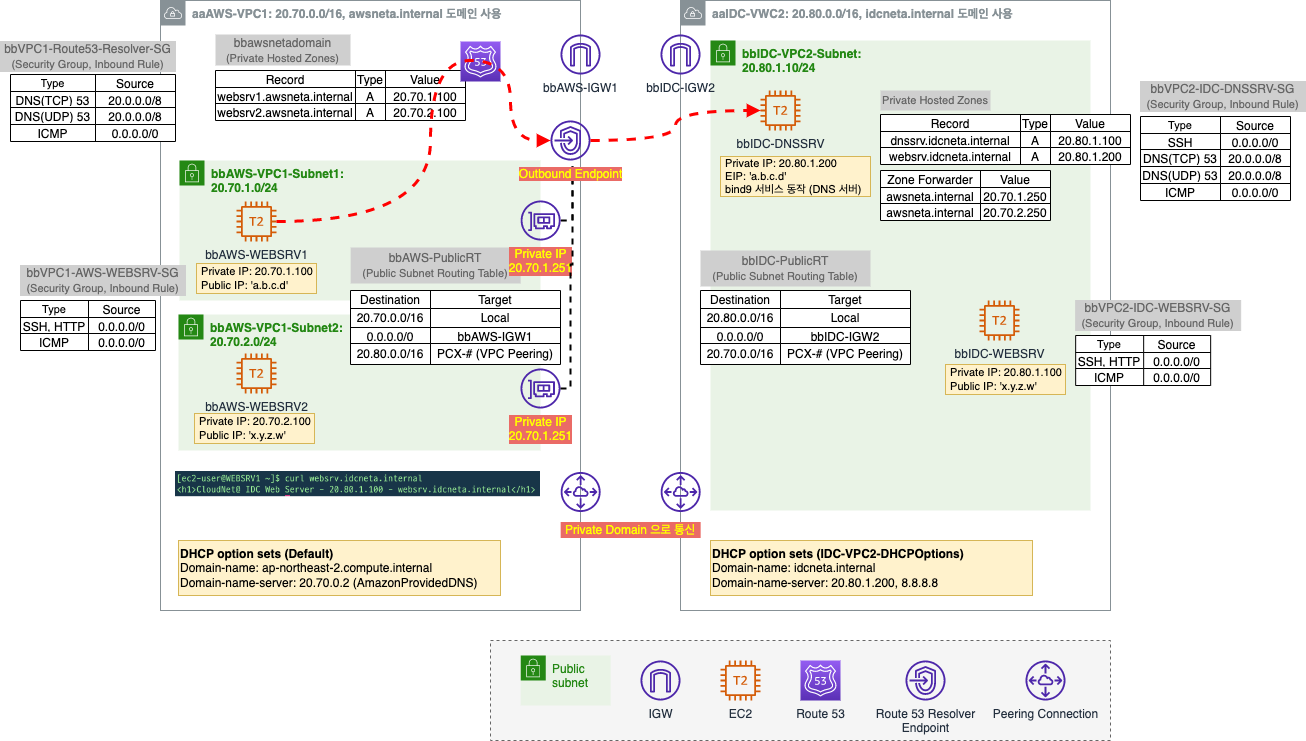 aaAWS-VPC1: 20.70.0.0/16, awsneta.internal 도메인 사용
bbVPC1-Route53-Resolver-SG
(Security Group, Inbound Rule)
Type Source
DNS(TCP) 53 20.0.0.0/8
DNS(UDP) 53 20.0.0.0/8
ICMP 0.0.0.0/0
bbawsnetadomain
(Private Hosted Zones)
Record Type Value
websrv1.awsneta.internal A 20.70.1.100
websrv2.awsneta.internal A 20.70.2.100
53
bbAWS-IGW1
Outbound Endpoint
bbAWS-VPC1-Subnet1:
20.70.1.0/24
T2
bbAWS-WEBSRV1
Private IP: 20.70.1.100
Public IP: 'a.b.c.d'
bbVPC1-AWS-WEBSRV-SG
(Security Group, Inbound Rule)
Type Source
SSH, HTTP 0.0.0.0/0
ICMP 0.0.0.0/0
bbAWS-PublicRT
(Public Subnet Routing Table)
Destination Target
20.70.0.0/16 Local
0.0.0.0/0 bbAWS-IGW1
20.80.0.0/16 PCX-# (VPC Peering)
Private IP
20.70.1.251
bbAWS-VPC1-Subnet2:
20.70.2.0/24
T2
bbAWS-WEBSRV2
Private IP: 20.70.2.100
Public IP: 'x.y.z.w'
Private IP
20.70.1.251
[ec2-user@WEBSRV1 ~]$ curl websrv.idcneta.internal
<h1>CloudNet@ IDC Web Server - 20.80.1.100 - websrv.idcneta.internal</h1>
Private Domain 으로 통신
DHCP option sets (Default)
Domain-name: ap-northeast-2.compute.internal
Domain-name-server: 20.70.0.2 (AmazonProvidedDNS)
aaIDC-VWC2: 20.80.0.0/16, idcneta.internal 도메인 사용
bbIDC-IGW2
bbIDC-VPC2-Subnet:
20.80.1.10/24
T2
bbIDC-DNSSRV
Private IP: 20.80.1.200
EIP: 'a.b.c.d'
bind9 서비스 동작 (DNS 서버)
Private Hosted Zones
Record Type Value
dnssrv.idcneta.internal A 20.80.1.100
websrv.idcneta.internal A 20.80.1.200
Zone Forwarder Value
awsneta.internal 20.70.1.250
awsneta.internal 20.70.2.250
bbVPC2-IDC-DNSSRV-SG
(Security Group, Inbound Rule)
Type Source
SSH 0.0.0.0/0
DNS(TCP) 53 20.0.0.0/8
DNS(UDP) 53 20.0.0.0/8
ICMP 0.0.0.0/0
bbIDC-PublicRT
(Public Subnet Routing Table)
Destination Target
20.80.0.0/16 Local
0.0.0.0/0 bbIDC-IGW2
20.70.0.0/16 PCX-# (VPC Peering)
T2
bbIDC-WEBSRV
Private IP: 20.80.1.100
Public IP: 'x.y.z.w'
bbVPC2-IDC-WEBSRV-SG
(Security Group, Inbound Rule)
Type Source
SSH, HTTP 0.0.0.0/0
ICMP 0.0.0.0/0
DHCP option sets (IDC-VPC2-DHCPOptions)
Domain-name: idcneta.internal
Domain-name-server: 20.80.1.200, 8.8.8.8
Public
subnet
IGW
T2
EC2
53
Route 53
Route 53 Resolver
Endpoint
Peering Connection